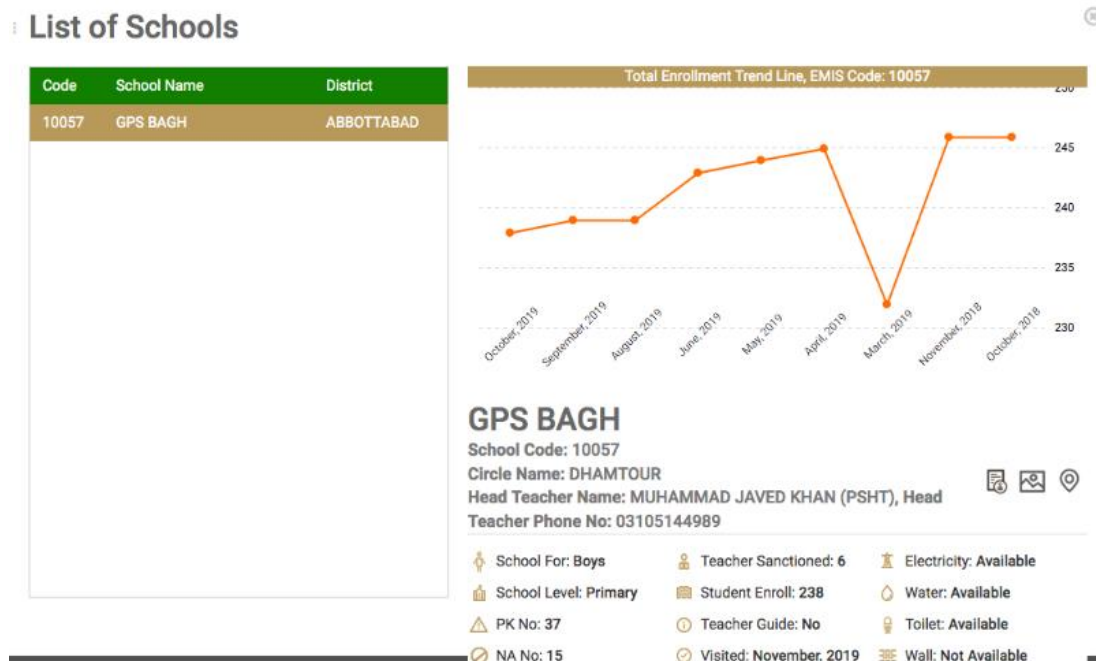 List of Schools
Code School Name District
10057 GPS BAGH ABBOTTABAD
Total Enrollment Trend Line, EMIS Code: 10057
250
245
240
235
230
October, 2019
September, 2019
August, 2019
June, 2019
May, 2019
April, 2019
March, 2019
November, 2018
October, 2018
GPS BAGH
School Code: 10057
Circle Name: DHAMTOUR
Head Teacher Name: MUHAMMAD JAVED KHAN (PSHT), Head
Teacher Phone No: 03105144989
School For: Boys Teacher Sanctioned: 6 Electricity: Available
School Level: Primary Student Enroll: 238 Water: Available
PK No: 37 Teacher Guide: No Toilet: Available
NA No: 15 Visited: November, 2019 Wall: Not Available